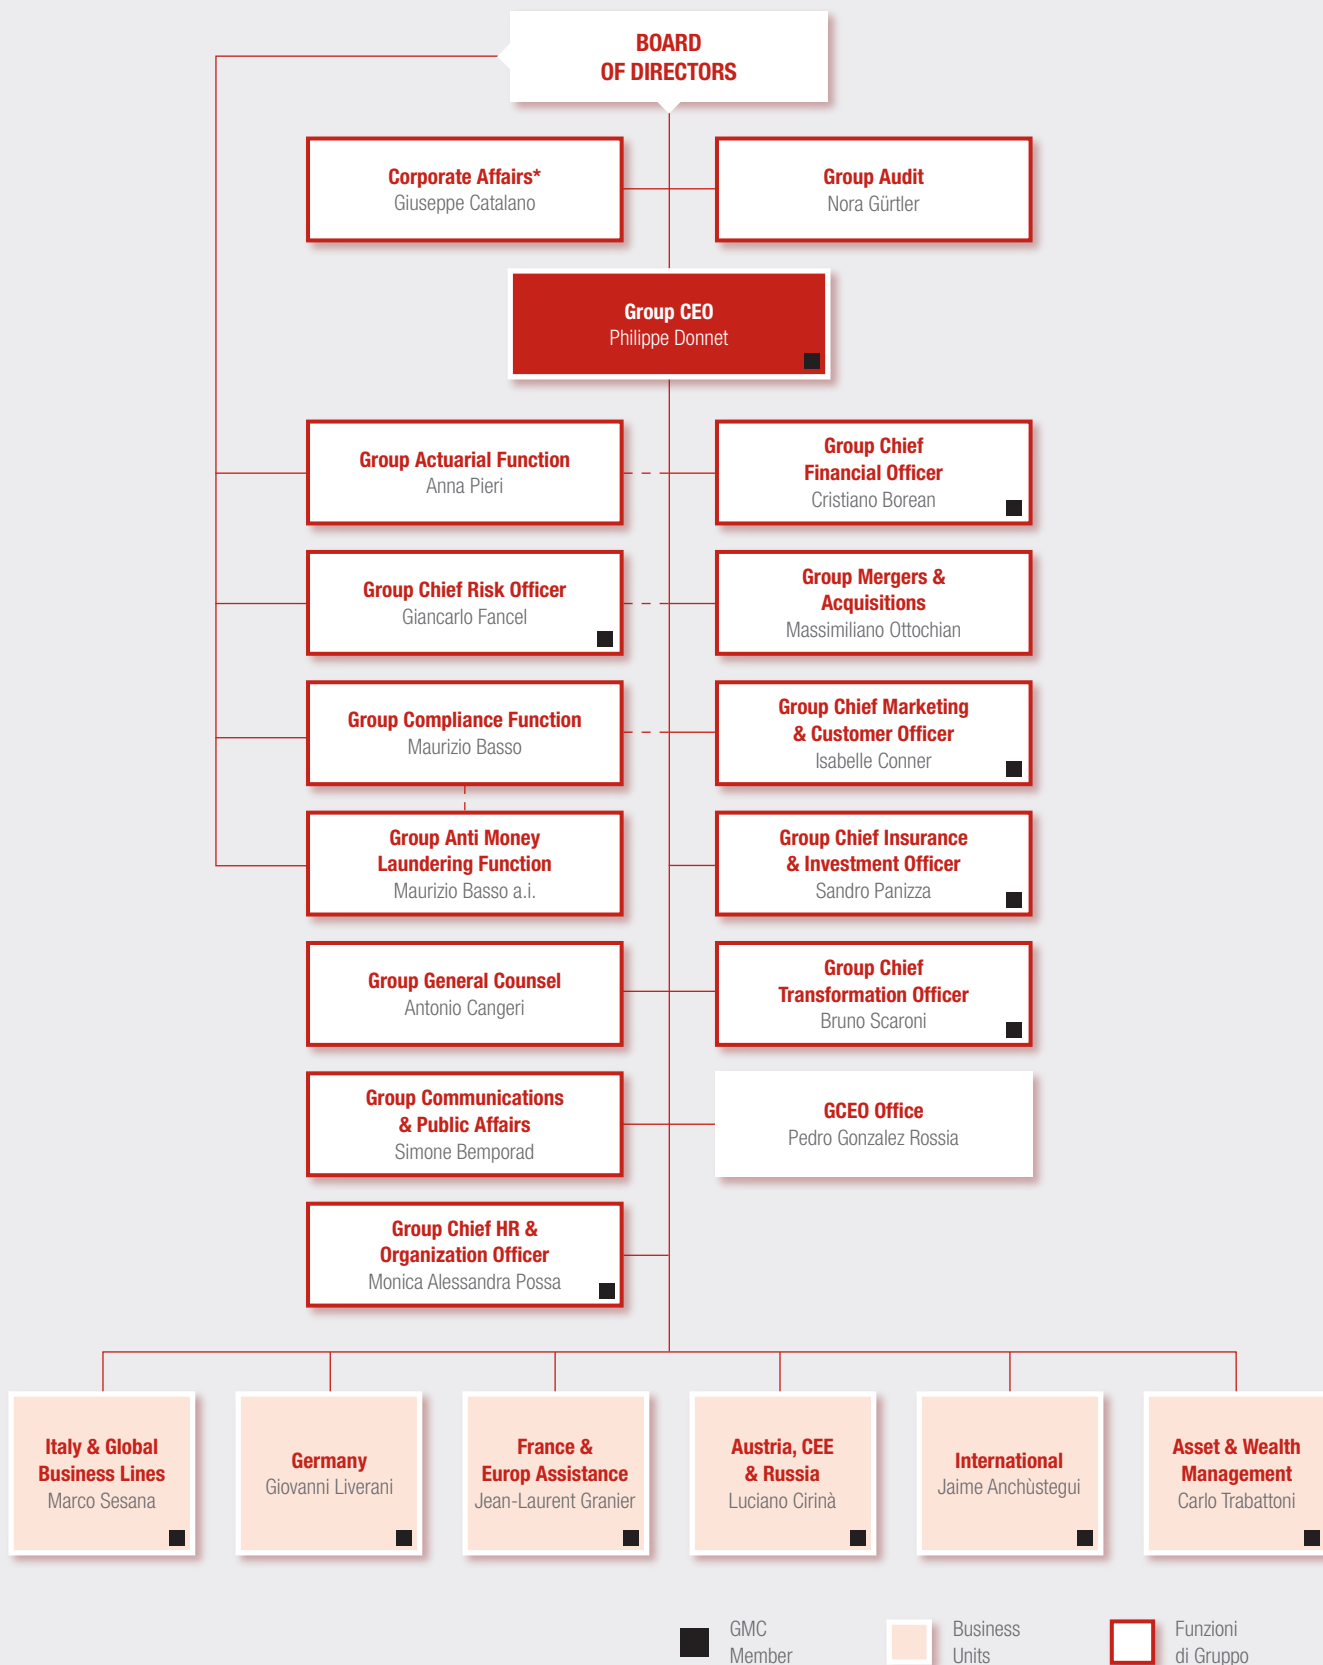 BOARD
OF DIRECTORS
Corporate Affairs*
Giuseppe Catalano
Group Audit
Nora Gürtler
Group CEO
Philippe Donnet
Group Actuarial Function
Anna Pieri
Group Chief
Financial Officer
Cristiano Borean
Group Chief Risk Officer
Giancarlo Fancel
Group Mergers &
Acquisitions
Massimiliano Ottochian
Group Compliance Function
Maurizio Basso
Group Chief Marketing
& Customer Officer
Isabelle Conner
Group Anti Money
Laundering Function
Maurizio Basso a.i.
Group Chief Insurance
& Investment Officer
Sandro Panizza
Group General Counsel
Antonio Cangeri
Group Chief
Transformation Officer
Bruno Scaroni
Group Communications
& Public Affairs
Simone Bemporad
GCEO Office
Pedro Gonzalez Rossia
Group Chief HR &
Organization Officer
Monica Alessandra Possa
Italy & Global
Business Lines
Marco Sesana
Germany
Giovanni Liverani
France &
Europ Assistance
Jean-Laurent Granier
Austria, CEE
& Russia
Luciano Cirinà
International
Jaime Anchùstegui
Asset & Wealth
Management
Carlo Trabattoni
GMC
Member
Business
Units
Funzioni
di Gruppo